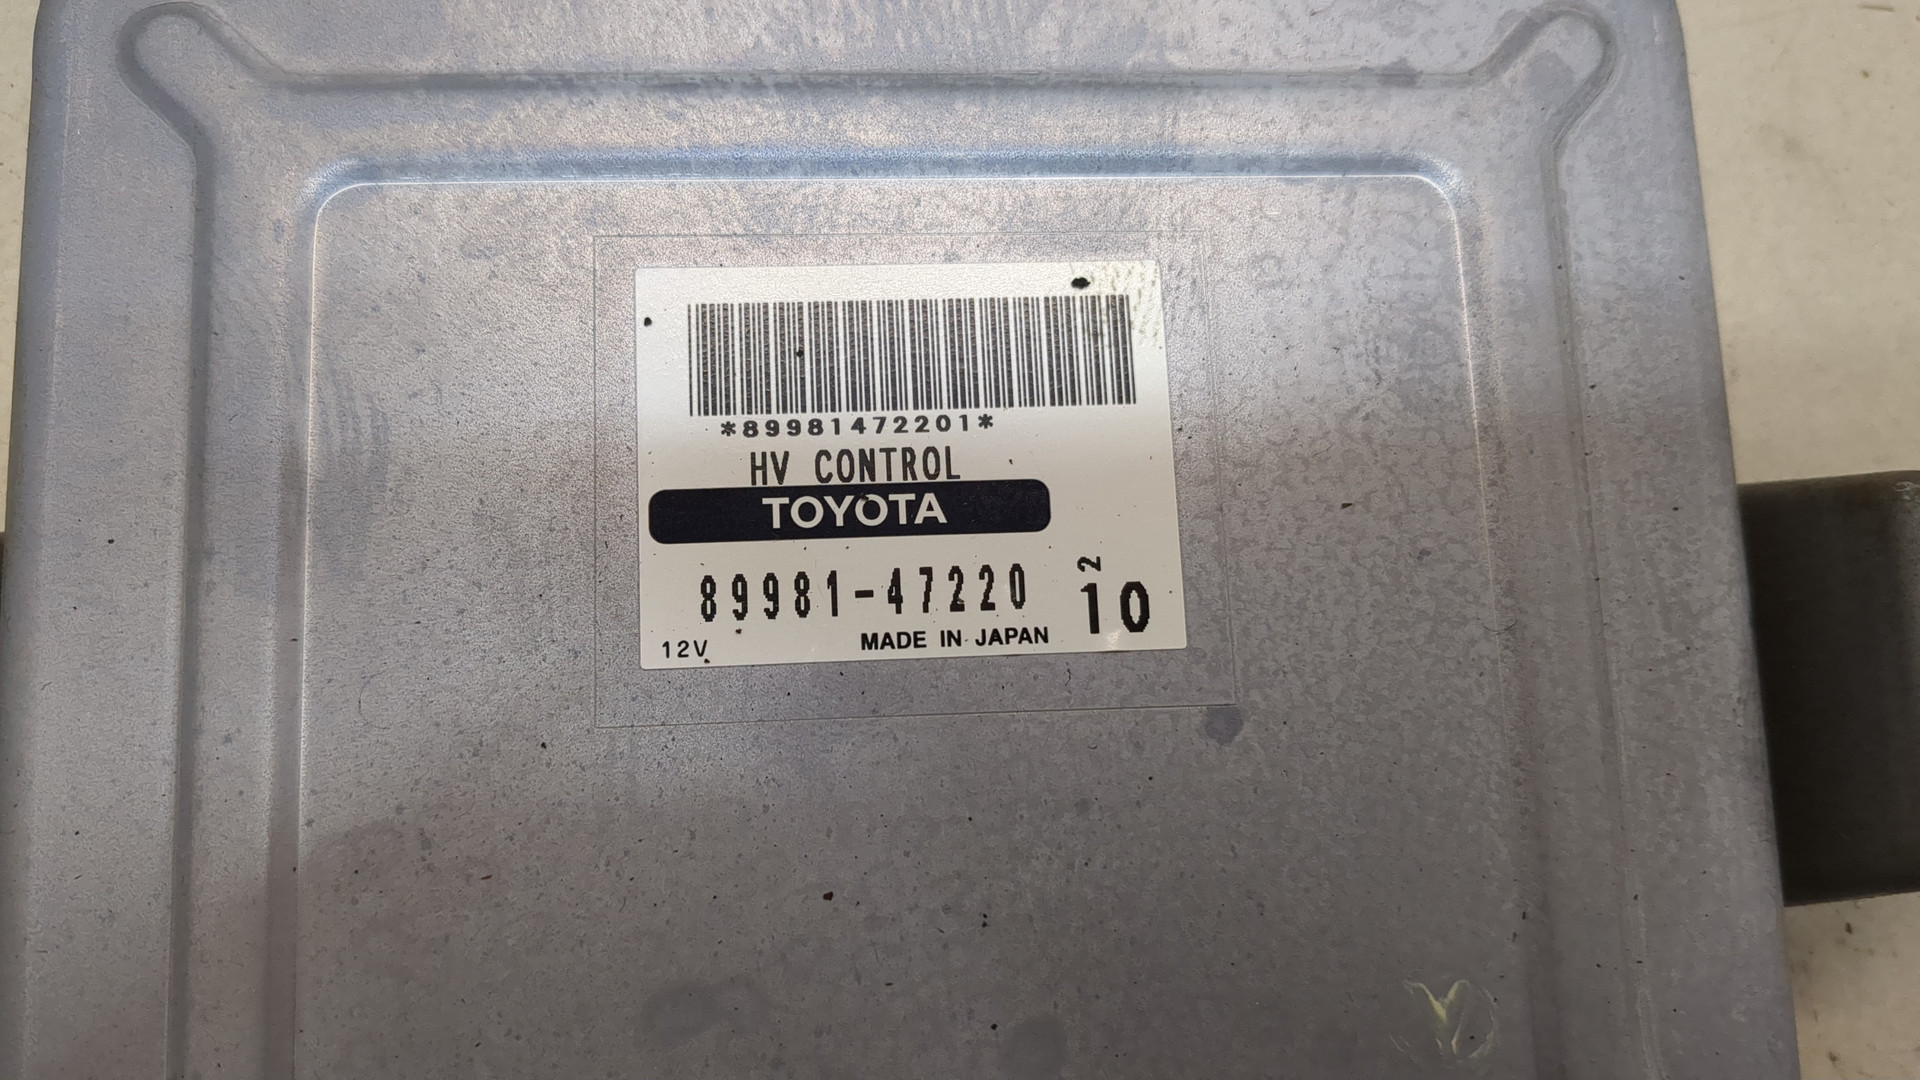 *89981472201*
HV CONTROL
TOYOTA
89981-47220
2
10
12V
MADE IN JAPAN